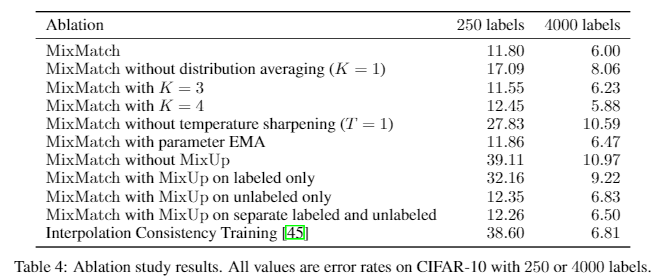 Ablation 250 labels 4000 labels
MixMatch 11.80 6.00
MixMatch without distribution averaging (K = 1) 17.09 8.06
MixMatch with K = 3 11.55 6.23
MixMatch with K = 4 12.45 5.88
MixMatch without temperature sharpening (T = 1) 27.83 10.59
MixMatch with parameter EMA 11.86 6.47
MixMatch without MixUp 39.11 10.97
MixMatch with MixUp on labeled only 32.16 9.22
MixMatch with MixUp on unlabeled only 12.35 6.83
MixMatch with MixUp on separate labeled and unlabeled 12.26 6.50
Interpolation Consistency Training [45] 38.60 6.81
Table 4: Ablation study results. All values are error rates on CIFAR-10 with 250 or 4000 labels.